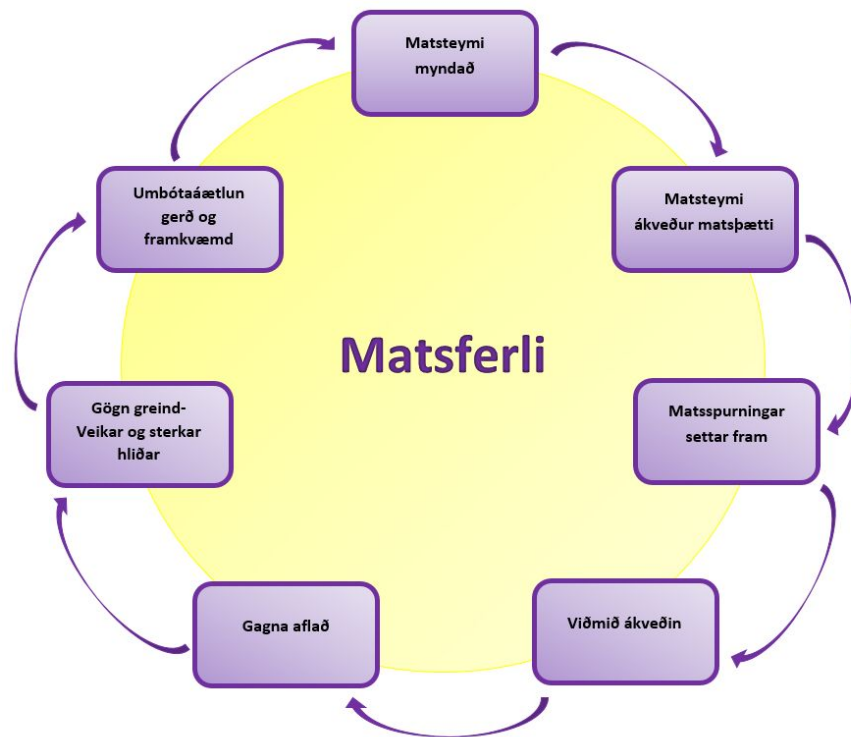 Matsteymi
myndað
Matsteymi
ákveður matsþætti
Matsspurningar
settar fram
Viðmið ákveðin
Gagna aflað
Gögn greind-
Veikar og sterkar
hliðar
Umbótaáætlun
gerð og
framkvæmd
Matsferli